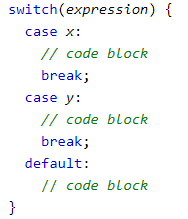 switch(expression) {
  case x:
    // code block
    break;
  case y:
    // code block
    break;
  default:
    // code block
}